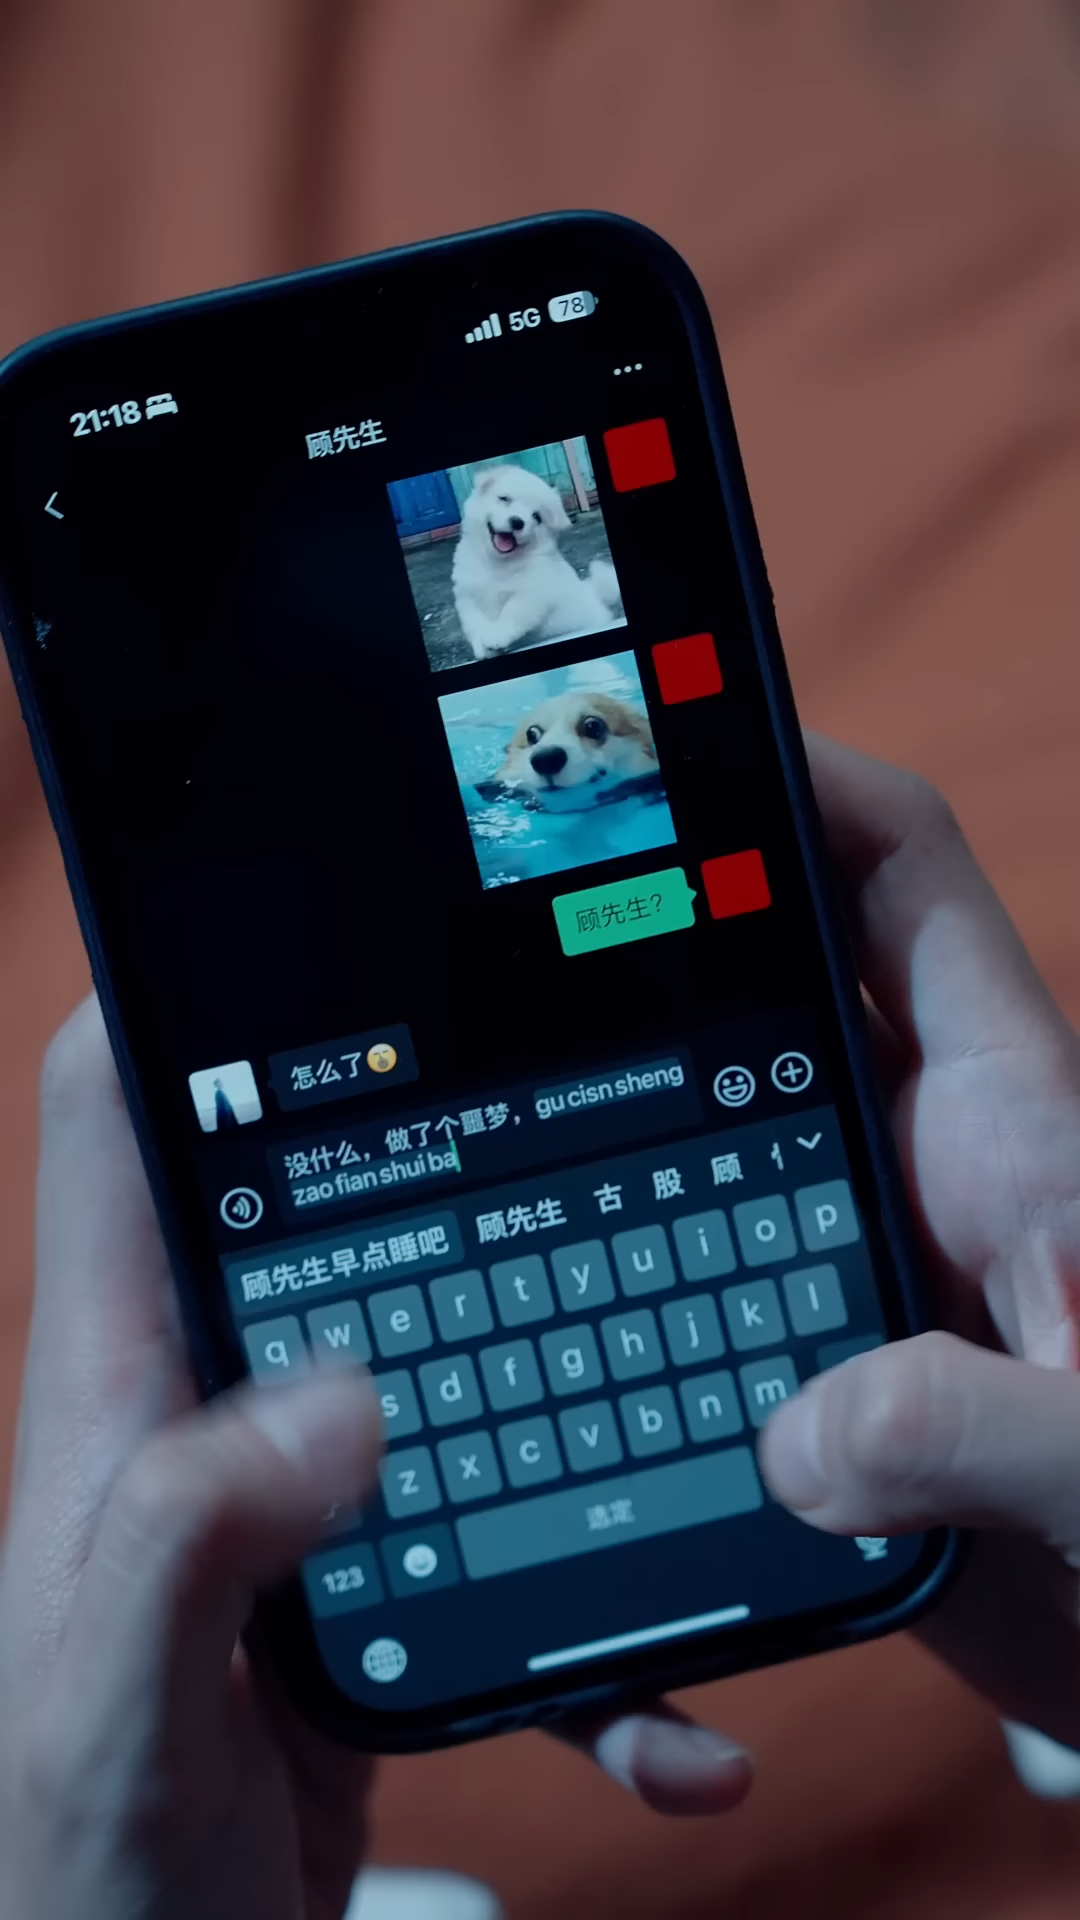 21:18
5G 78
顾先生
顾先生？
怎么了
没什么，做了个噩梦，gu cisn sheng
zao fian shui ba
顾先生早点睡吧 顾先生 古 股 顾
q w e r t y u i o p
s d f g h j k l
z x c v b n m
123 选定